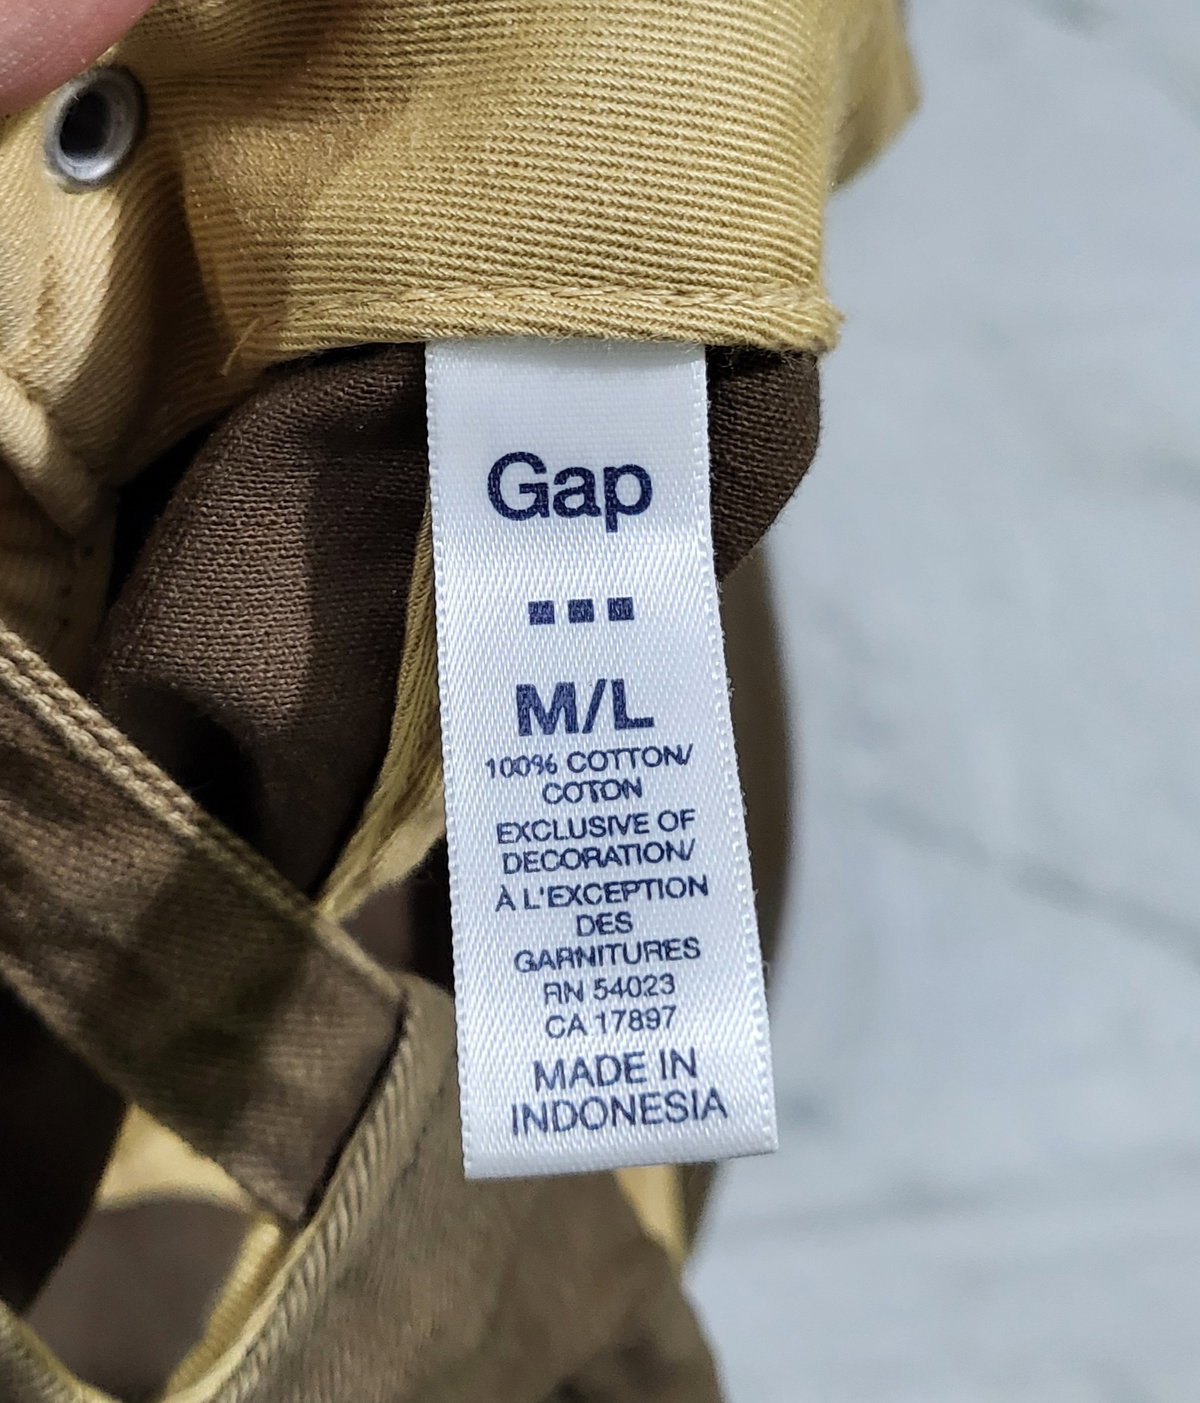 Gap
M/L
100% COTTON/
COTON
EXCLUSIVE OF
DECORATION/
À L'EXCEPTION
DES
GARNITURES
RN 54023
CA 17897
MADE IN
INDONESIA